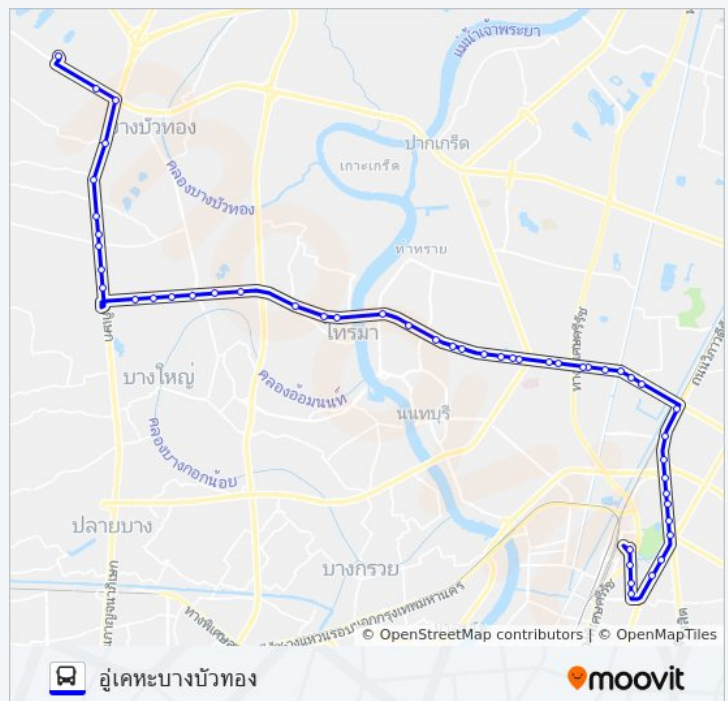 แม่น้ำเจ้าพระยา
บางบัวทอง
ปากเกร็ด
เกาะเกร็ด
คลองบางบัวทอง
ท่าทราย
ไทรมา
บางใหญ่
คลองอ้อมนนท์
นนทบุรี
คลองบางกอกน้อย
ปลายบาง
บางกรวย
© OpenStreetMap contributors | © OpenMapTiles
อู่เคหะบางบัวทอง
moovit